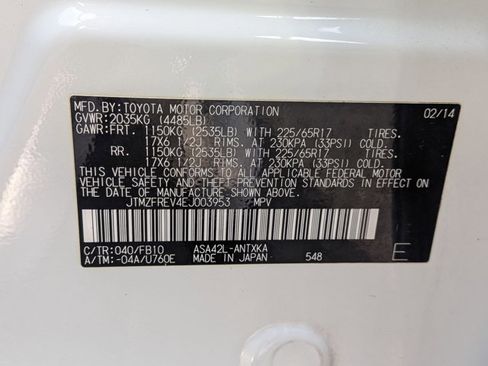 MFD. BY: TOYOTA MOTOR CORPORATION 02/14
GVWR: 2035KG (4485LB)
GAWR: FRT. 1150KG (2535LB) WITH 225/65R17 TIRES.
17X6 1/2J RIMS. AT 230KPA (33PSI) COLD.
RR. 1150KG (2535LB) WITH 225/65R17 TIRES.
17X6 1/2J RIMS. AT 230KPA (33PSI) COLD.
THIS VEHICLE CONFORMS TO ALL APPLICABLE FEDERAL MOTOR
VEHICLE SAFETY AND THEFT PREVENTION STANDARDS IN EFFECT ON
THE DATE OF MANUFACTURE SHOWN ABOVE.
JTMZFREV4EJ003953 MPV
C/TR: 040/FB10 ASA42L-ANTXKA
A/TM: -04A/U760E MADE IN JAPAN 548 E